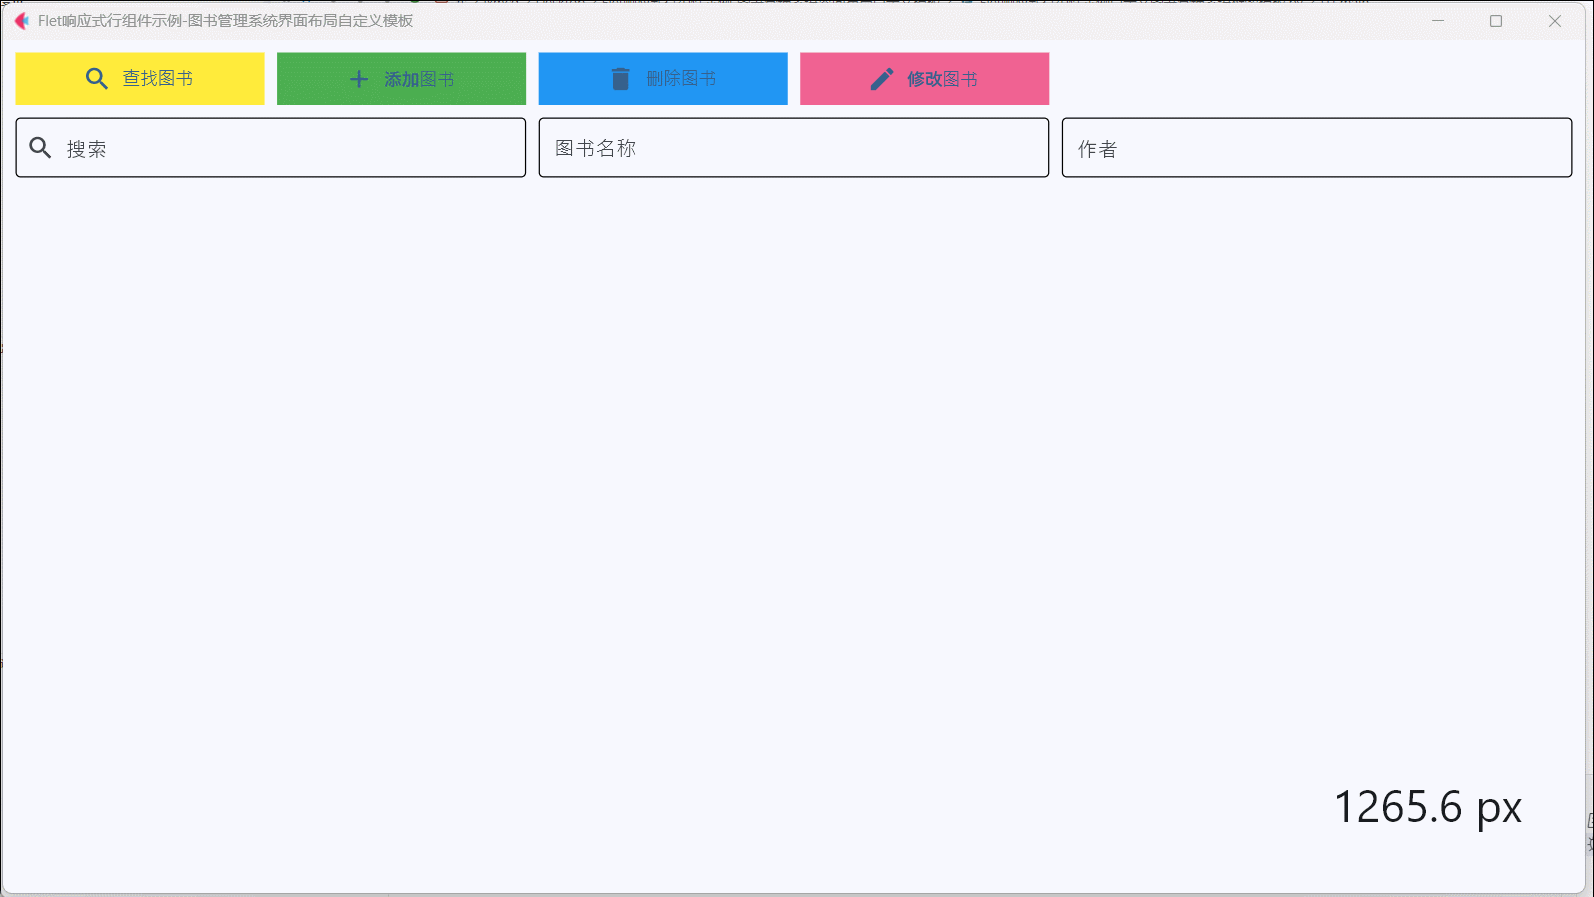 Flet响应式行组件示例-图书管理系统界面布局自定义模板
查找图书 添加图书 删除图书 修改图书
搜索 图书名称 作者
1265.6 px